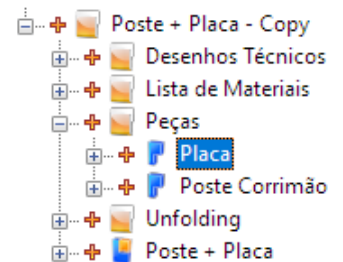 Poste + Placa - Copy
Desenhos Técnicos
Lista de Materiais
Peças
Placa
Poste Corrimão
Unfolding
Poste + Placa